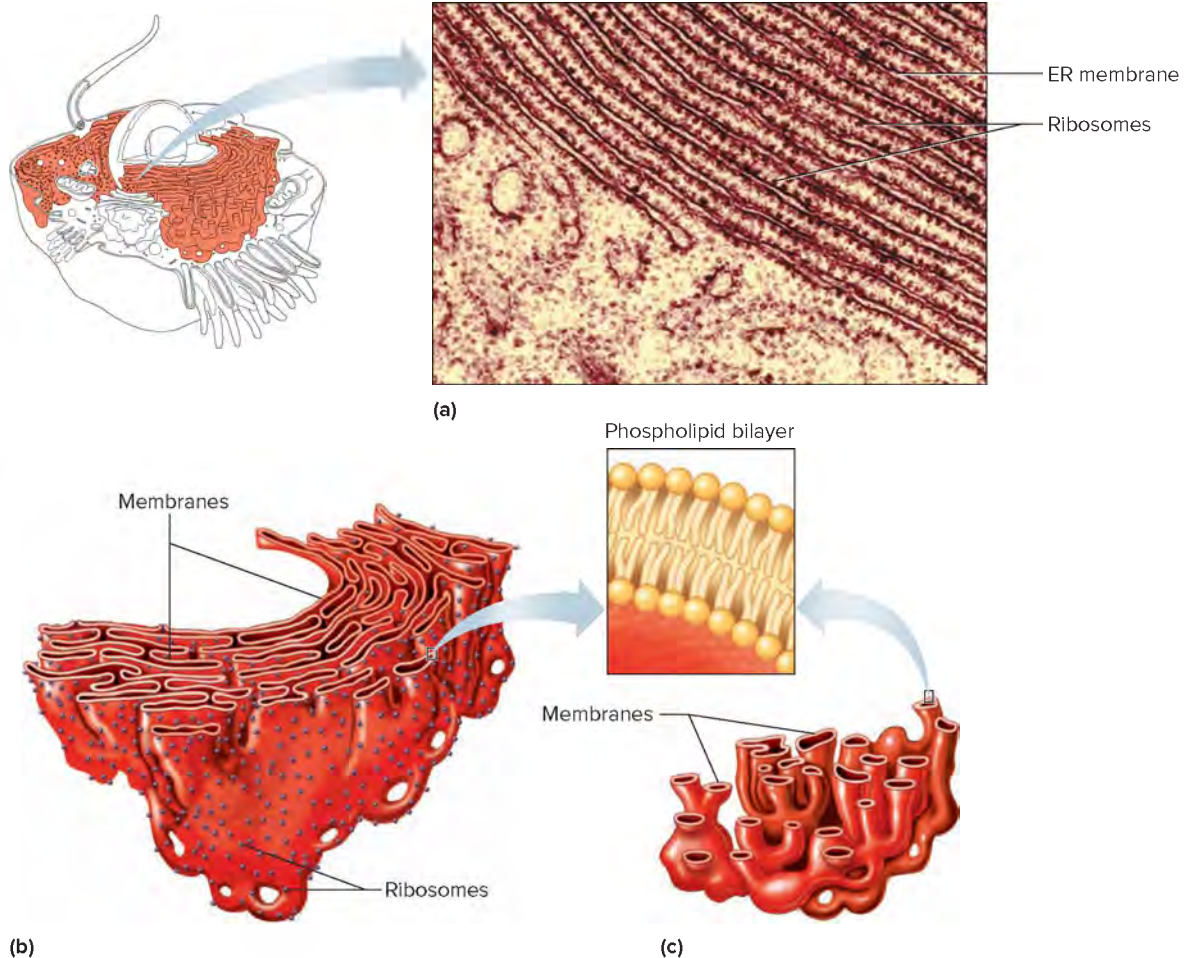 ER membrane
Ribosomes
(a)
Phospholipid bilayer
Membranes
Membranes
Ribosomes
(b)
(c)